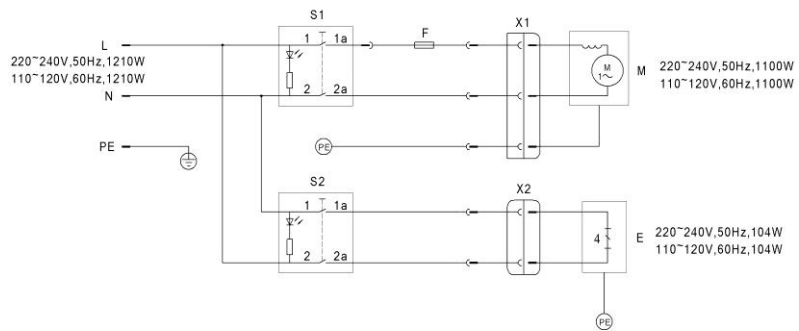 S1
F
X1
L
1
1a
220~240V,50Hz,1210W
110~120V,60Hz,1210W
M
1~
M
220~240V,50Hz,1100W
110~120V,60Hz,1100W
N
2
2a
PE
PE
S2
X2
1
1a
4
E
220~240V,50Hz,104W
110~120V,60Hz,104W
2
2a
PE